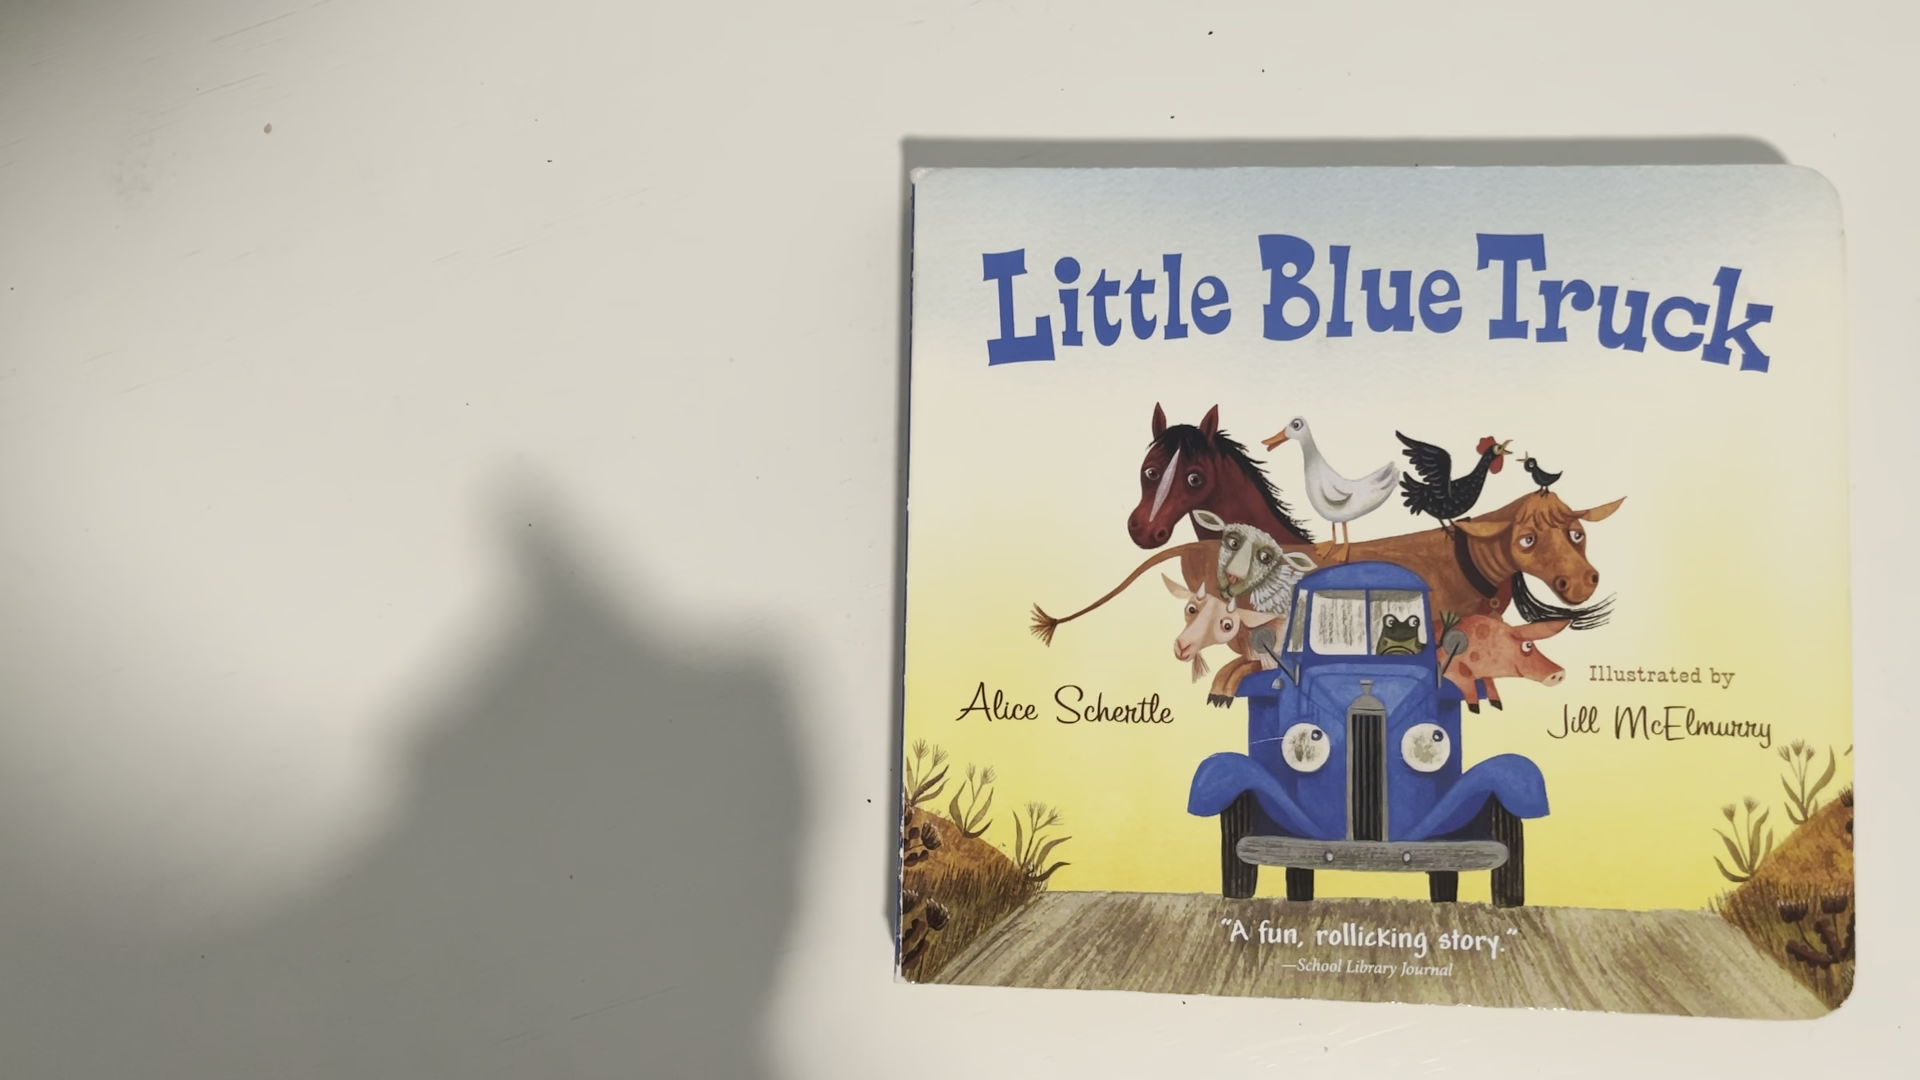 Little Blue Truck
Alice Schertle
Illustrated by
Jill McElmurry
“A fun, rollicking story.”
—School Library Journal